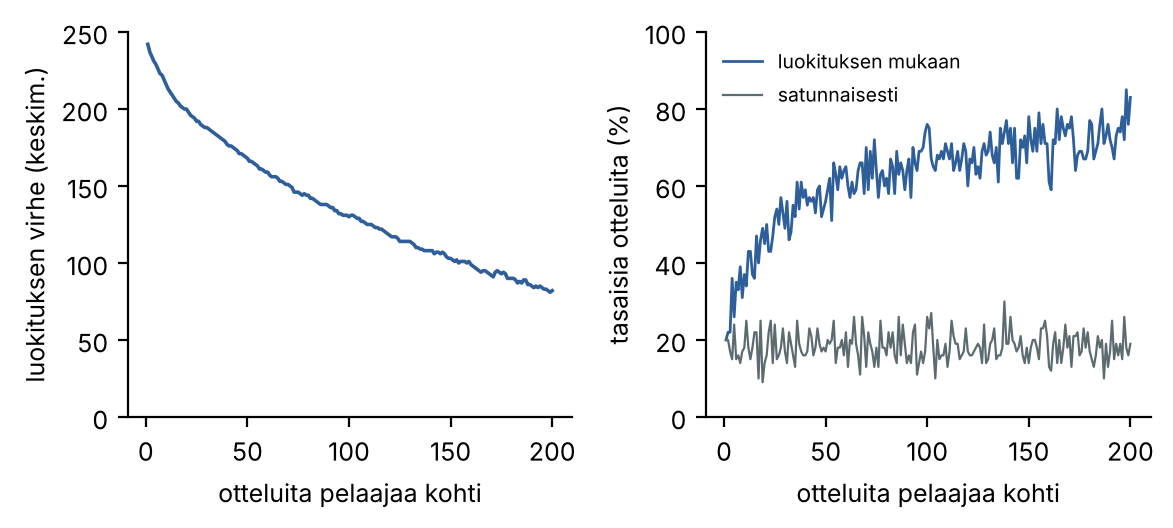 luokituksen virhe (keskim.)
250
200
150
100
50
0
0 50 100 150 200
otteluita pelaajaa kohti
tasaisia otteluita (%)
100
80
60
40
20
0
luokituksen mukaan
satunnaisesti
0 50 100 150 200
otteluita pelaajaa kohti